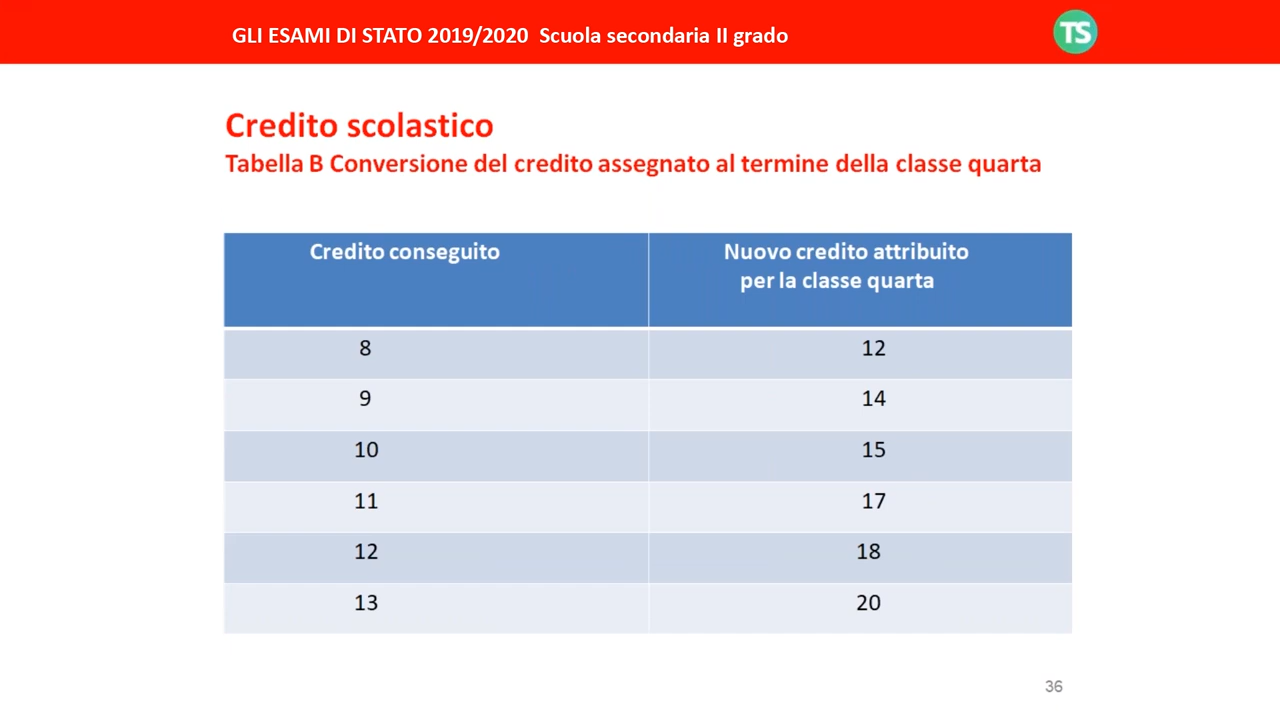 GLI ESAMI DI STATO 2019/2020 Scuola secondaria II grado
TS
Credito scolastico
Tabella B Conversione del credito assegnato al termine della classe quarta
Credito conseguito
Nuovo credito attribuito
per la classe quarta
8 12
9 14
10 15
11 17
12 18
13 20
36